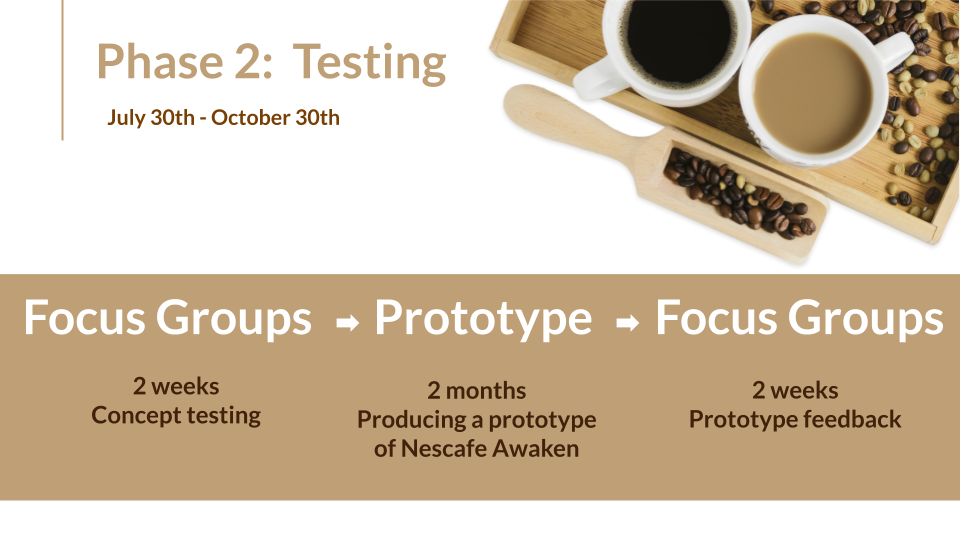 Phase 2: Testing
July 30th - October 30th
Focus Groups ➡ Prototype ➡ Focus Groups
2 weeks
Concept testing
2 months
Producing a prototype
of Nescafe Awaken
2 weeks
Prototype feedback